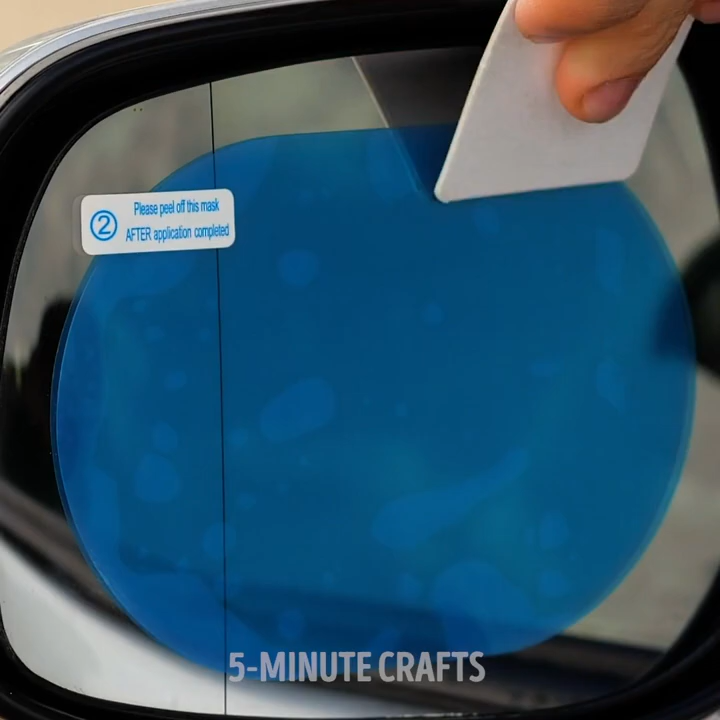 ②
Please peel off this mask
AFTER application completed
5-MINUTE CRAFTS